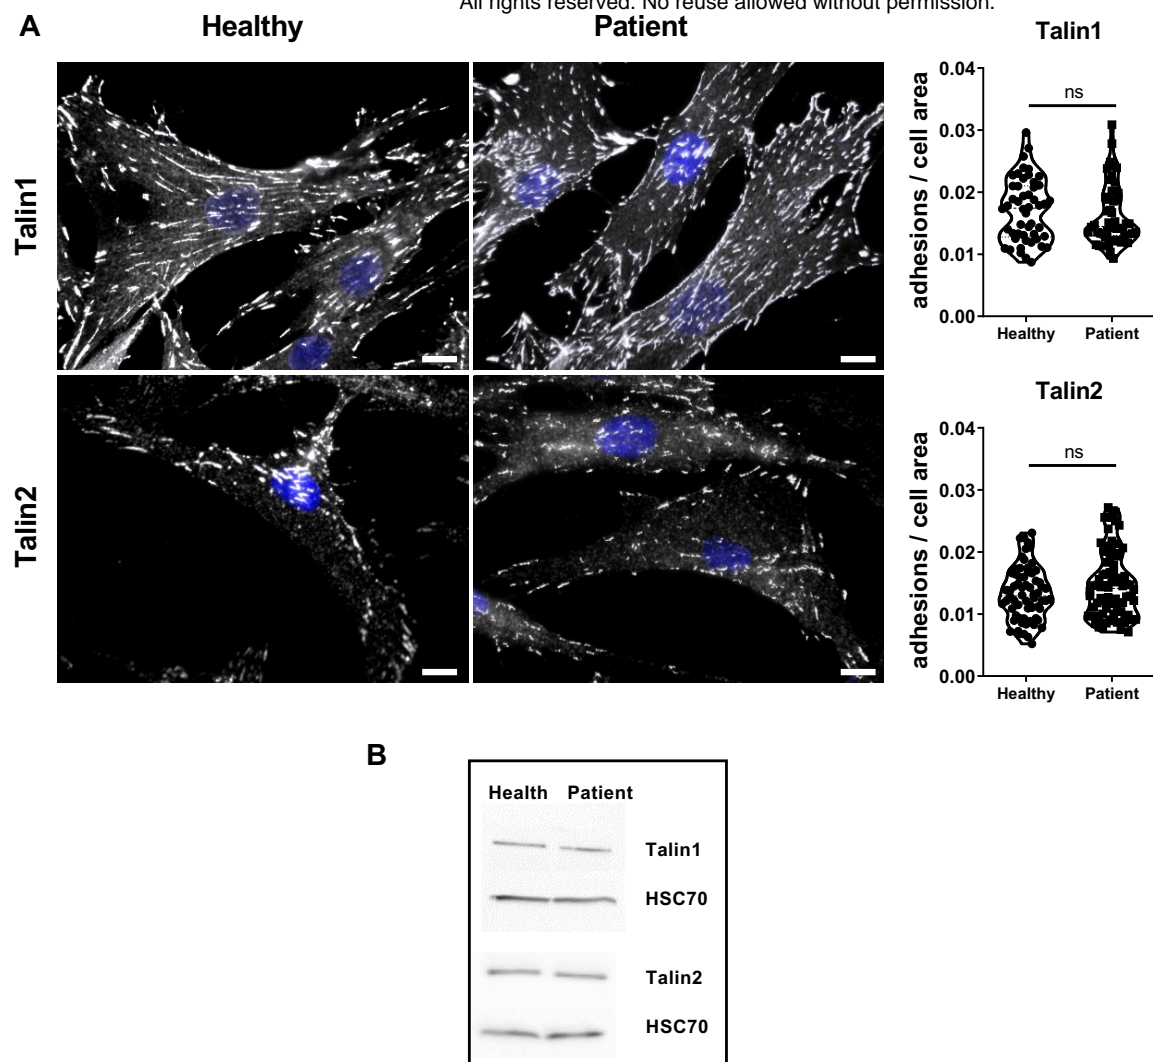 All rights reserved. No reuse allowed without permission.
A
Healthy
Patient
Talin1
Talin1
0.04
ns
0.03
0.02
0.01
0.00
adhesions / cell area
Healthy
Patient
Talin2
Talin2
0.04
ns
0.03
0.02
0.01
0.00
adhesions / cell area
Healthy
Patient
B
Health Patient
Talin1
HSC70
Talin2
HSC70